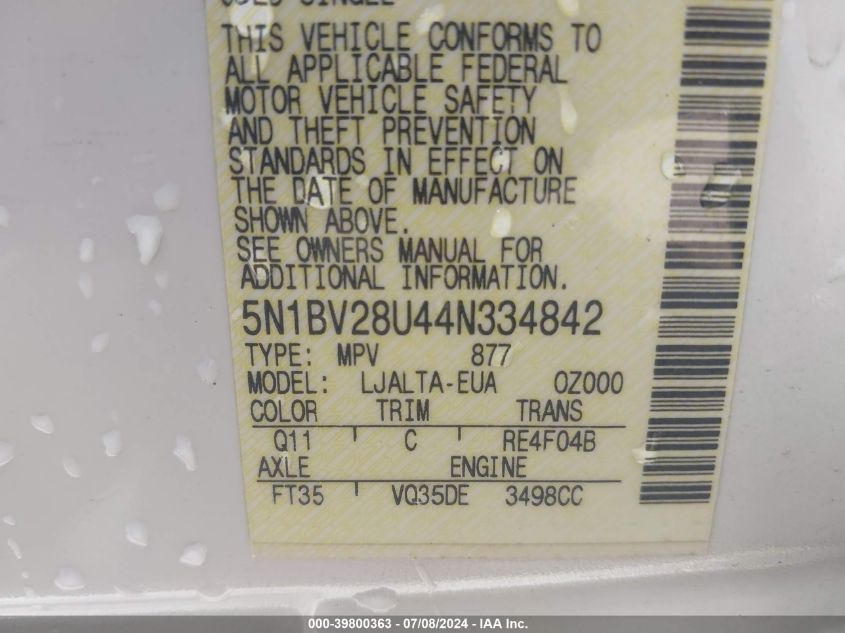 THIS VEHICLE CONFORMS TO
ALL APPLICABLE FEDERAL
MOTOR VEHICLE SAFETY
AND THEFT PREVENTION
STANDARDS IN EFFECT ON
THE DATE OF MANUFACTURE
SHOWN ABOVE.
SEE OWNERS MANUAL FOR
ADDITIONAL INFORMATION.
5N1BV28U44N334842
TYPE: MPV 877
MODEL: LJALTA-EUA 0Z000
COLOR TRIM TRANS
Q11 C RE4F04B
AXLE ENGINE
FT35 VQ35DE 3498CC
000-39800363 - 07/08/2024 - IAA Inc.